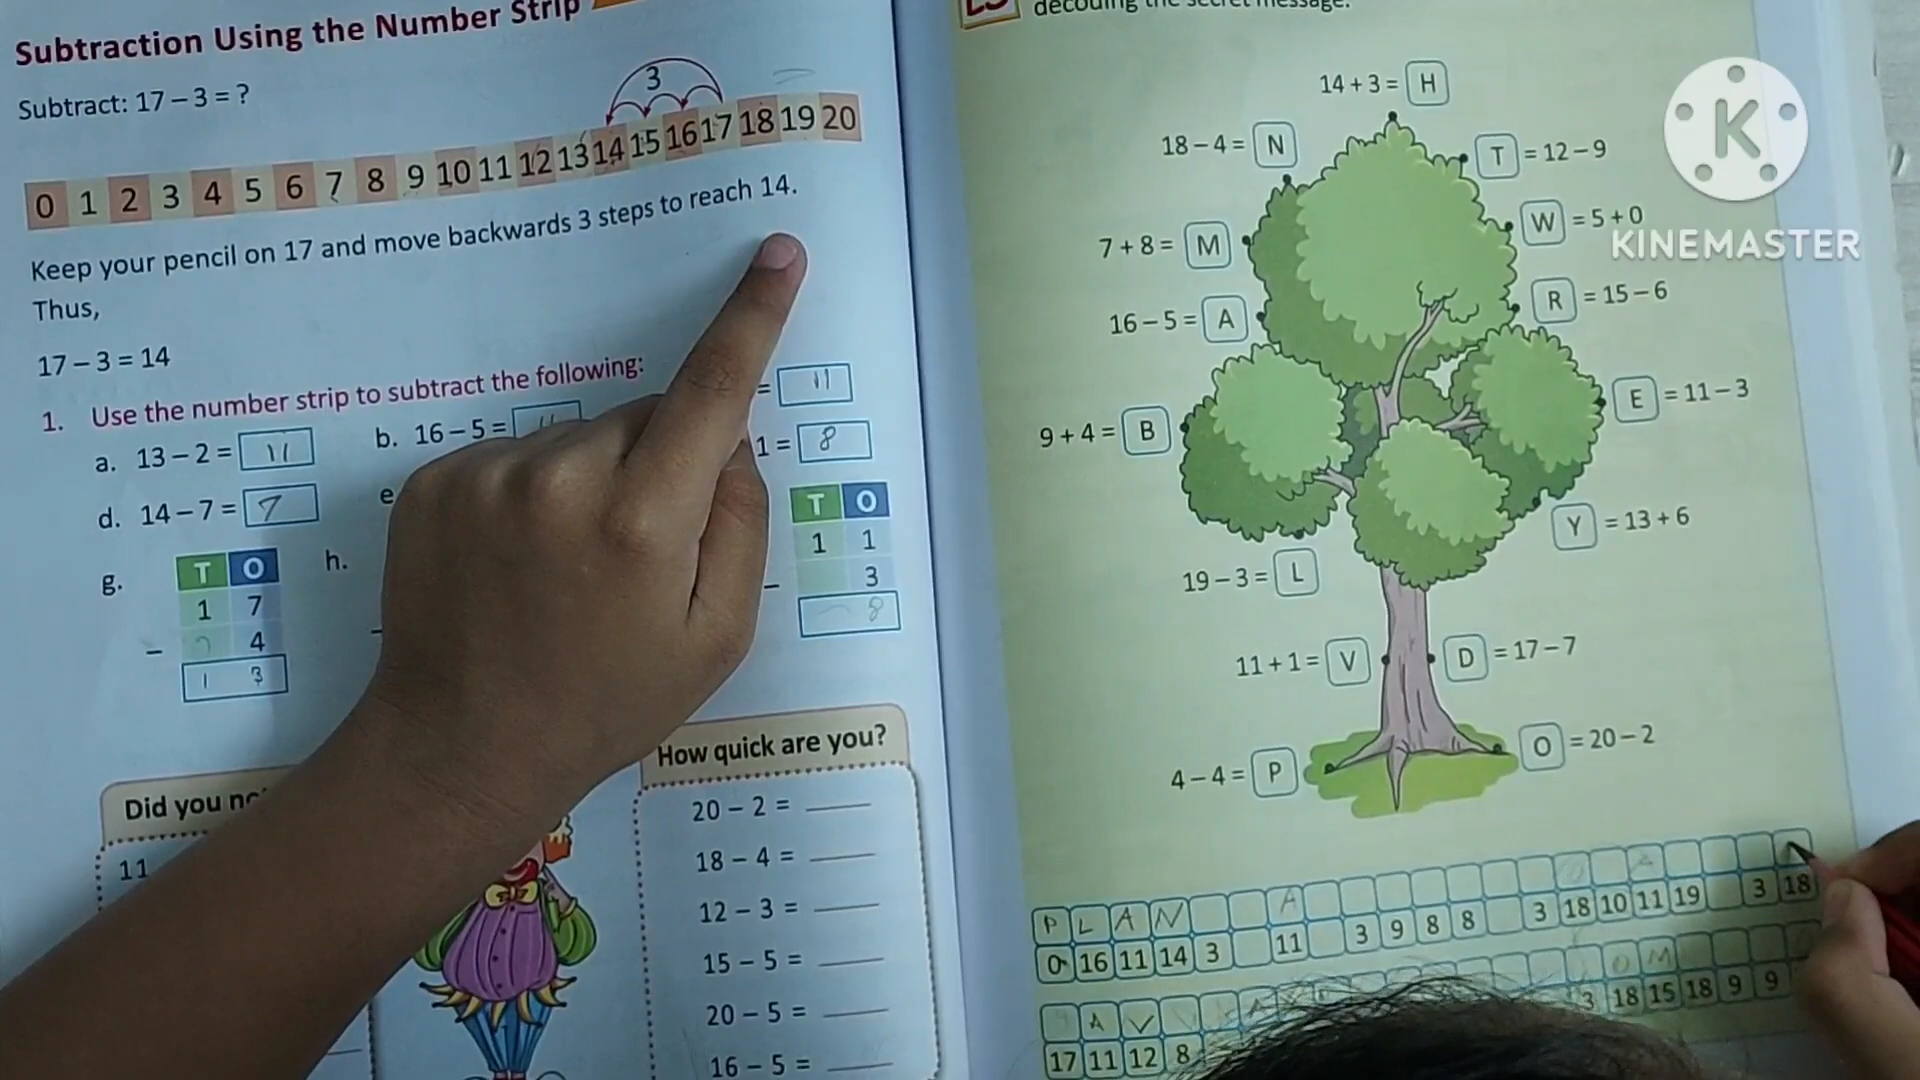 Subtraction Using the Number Strip
Subtract: 17 – 3 = ?
3
0 1 2 3 4 5 6 7 8 9 10 11 12 13 14 15 16 17 18 19 20
Keep your pencil on 17 and move backwards 3 steps to reach 14.
Thus,
17 – 3 = 14
1. Use the number strip to subtract the following:
a. 13 – 2 = 11
b. 16 – 5 =
= 11
d. 14 – 7 = 7
e
1 = 8
g.
T O
1 7
– 4
1 3
h.
–
T O
1 1
– 3
8
Did you
11
How quick are you?
20 – 2 =
18 – 4 =
12 – 3 =
15 – 5 =
20 – 5 =
16 – 5 =
decoding the secret message.
14 + 3 = H
18 – 4 = N
T = 12 – 9
7 + 8 = M
W = 5 + 0
16 – 5 = A
R = 15 – 6
9 + 4 = B
E = 11 – 3
Y = 13 + 6
19 – 3 = L
11 + 1 = V
D = 17 – 7
4 – 4 = P
O = 20 – 2
P L A N A
0 16 11 14 3 11 3 9 8 8 3 18 10 11 19 3 18
A V O M
17 11 12 8 3 18 15 18 9 9
K
KINEMASTER